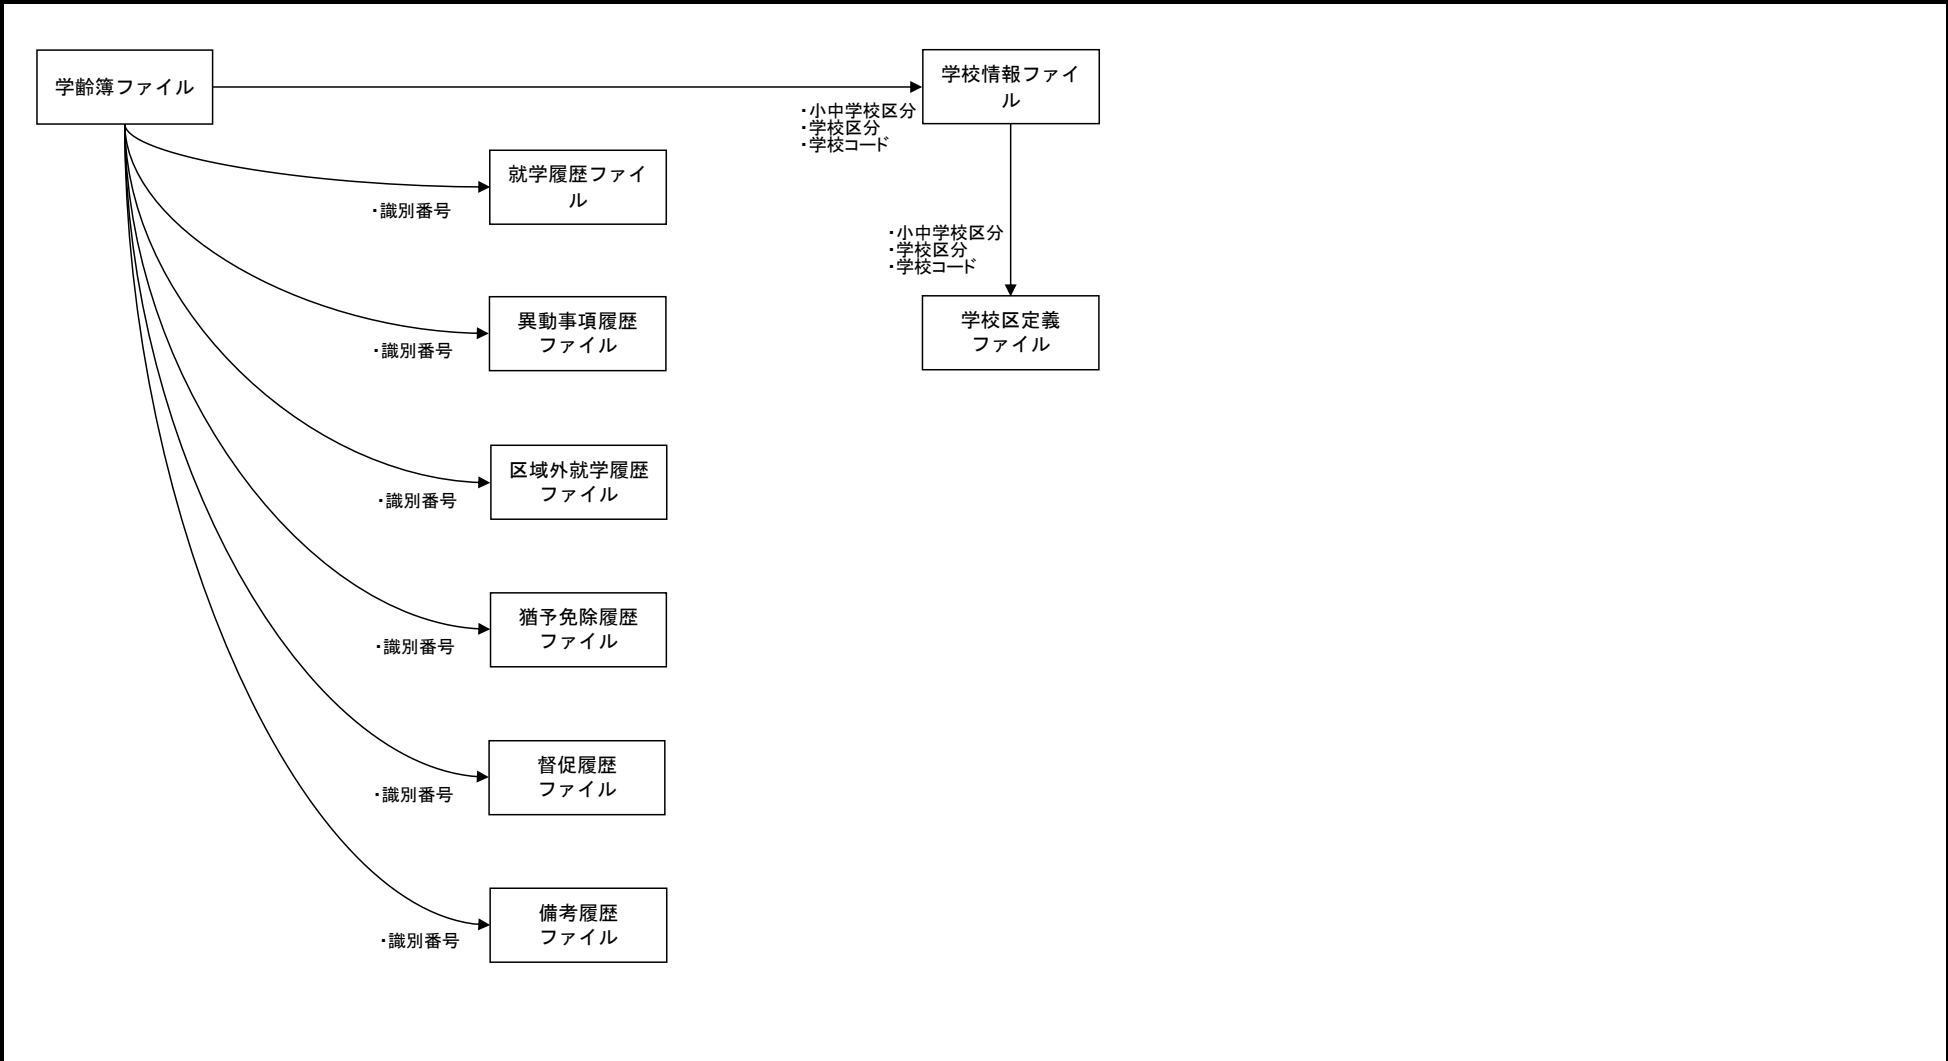 学齢簿ファイル
学校情報ファイ
ル
・小中学校区分
・学校区分
・学校コード
就学履歴ファイ
ル
・識別番号
・小中学校区分
・学校区分
・学校コード
異動事項履歴
ファイル
・識別番号
学校区定義
ファイル
区域外就学履歴
ファイル
・識別番号
猶予免除履歴
ファイル
・識別番号
督促履歴
ファイル
・識別番号
備考履歴
ファイル
・識別番号